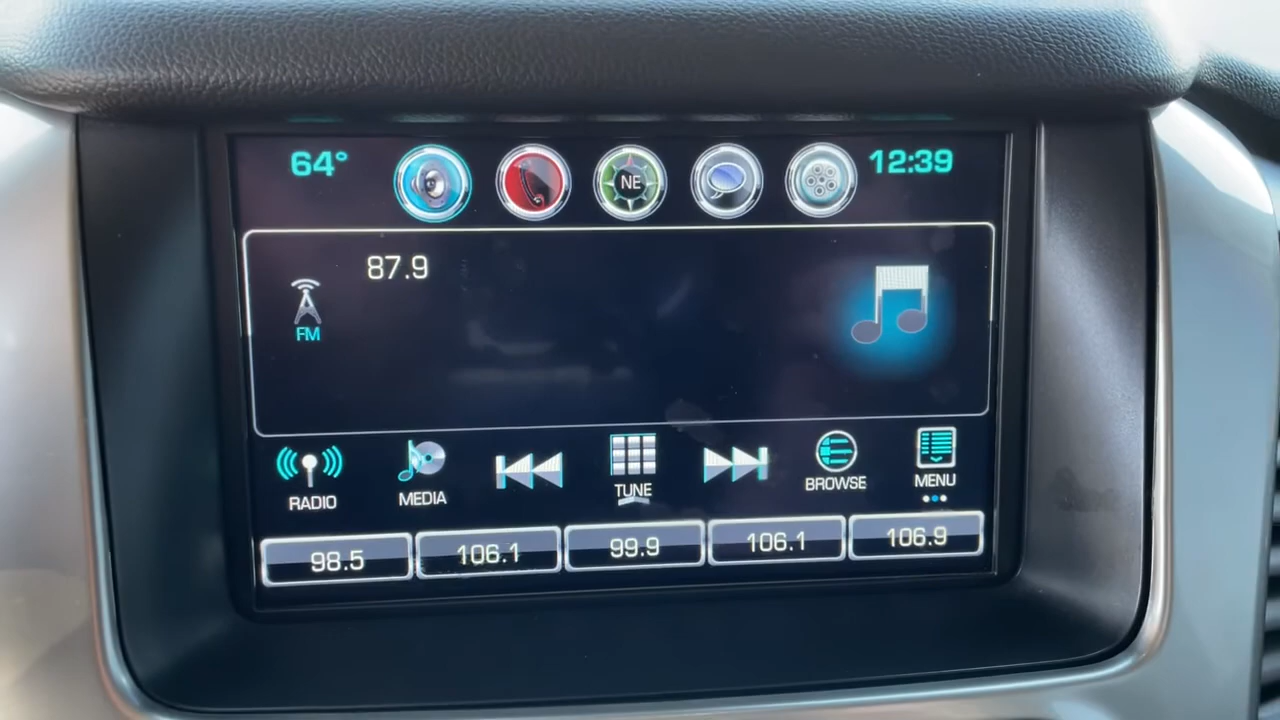 64°
NE
12:39
87.9
FM
RADIO
MEDIA
TUNE
BROWSE
MENU
98.5
106.1
99.9
106.1
106.9